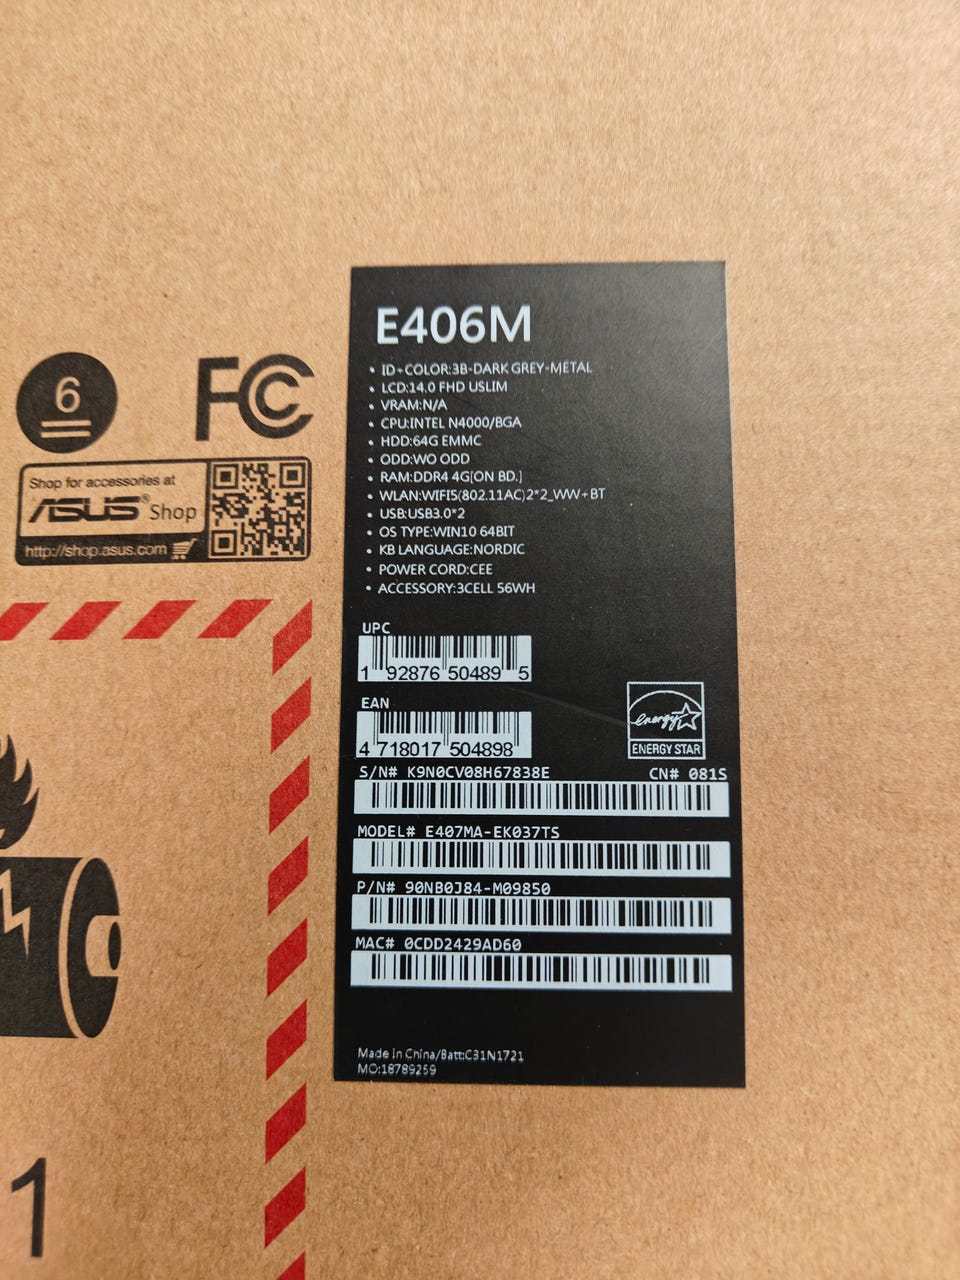 E406M
• ID+COLOR:3B-DARK GREY-METAL
• LCD:14.0 FHD USLIM
• VRAM:N/A
• CPU:INTEL N4000/BGA
• HDD:64G EMMC
• ODD:WO ODD
• RAM:DDR4 4G[ON BD.]
• WLAN:WIFI5(802.11AC)2*2_WW+BT
• USB:USB3.0*2
• OS TYPE:WIN10 64BIT
• KB LANGUAGE:NORDIC
• POWER CORD:CEE
• ACCESSORY:3CELL 56WH
UPC
1 92876 50489 5
EAN
4 718017 504898
energy
ENERGY STAR
S/N# K9N0CV08H67838E CN# 081S
MODEL# E407MA-EK037TS
P/N# 90NB0J84-M09850
MAC# 0CDD2429AD60
Made In China/Batt:C31N1721
MO:18789259
6
FC
Shop for accessories at
ASUS® Shop
http://shop.asus.com
1